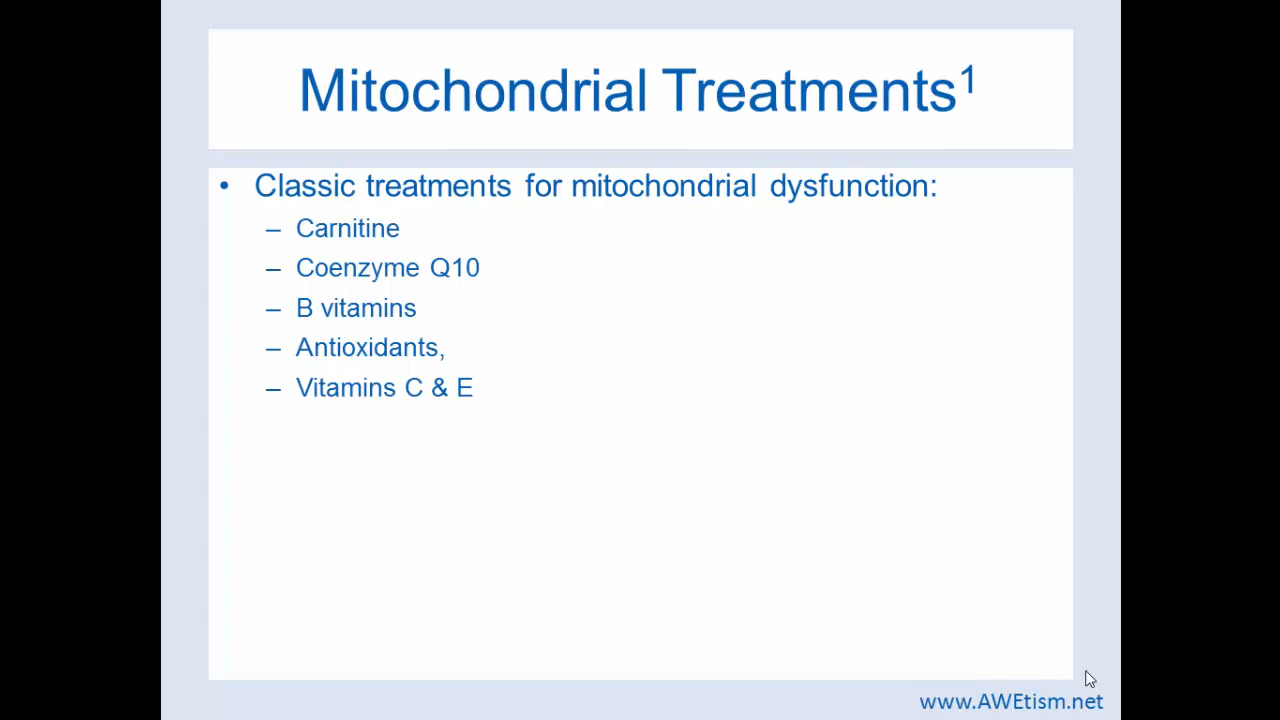 Mitochondrial Treatments¹
• Classic treatments for mitochondrial dysfunction:
– Carnitine
– Coenzyme Q10
– B vitamins
– Antioxidants,
– Vitamins C & E
www.AWEtism.net